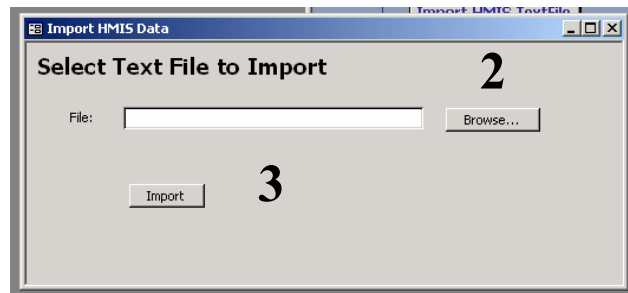 Import HMIS TextFile
Import HMIS Data
Select Text File to Import
2
File:
Browse...
Import
3